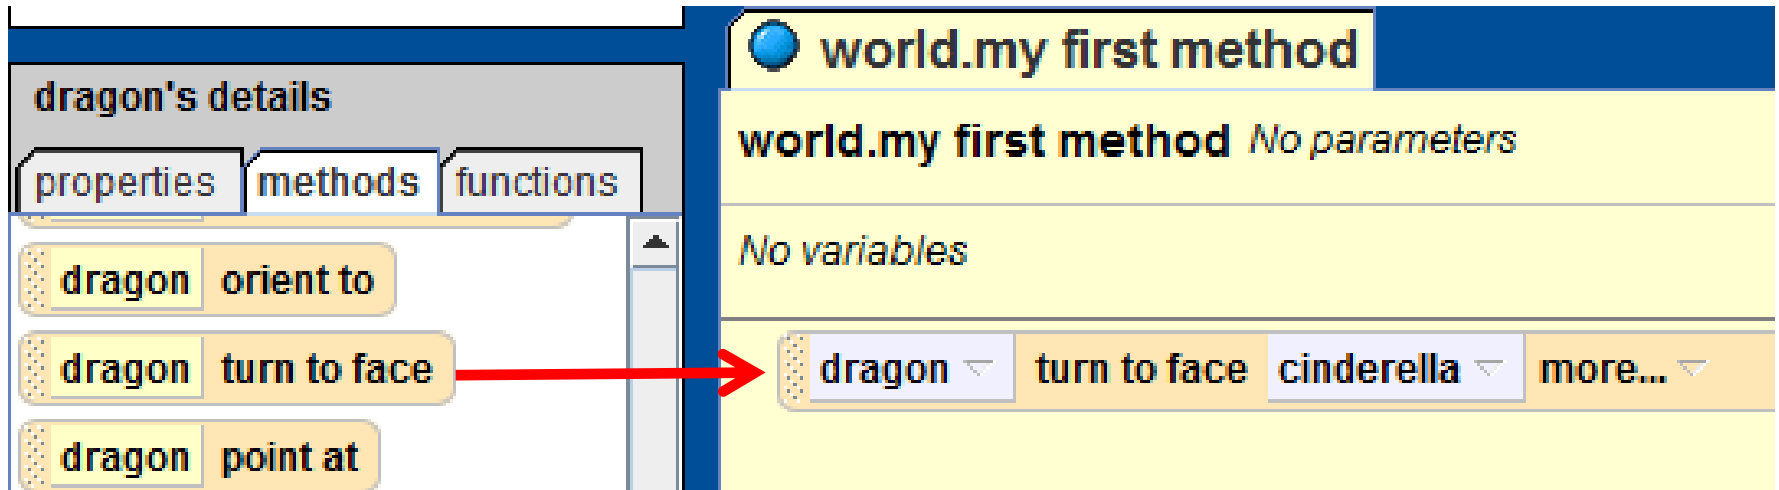 dragon's details
properties methods functions
dragon orient to
dragon turn to face
dragon point at
world.my first method
world.my first method No parameters
No variables
dragon turn to face cinderella more...